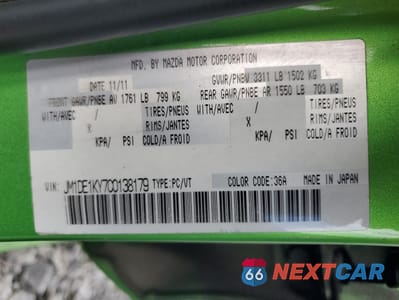 MFD. BY MAZDA MOTOR CORPORATION
DATE 11/11 GVWR/PNBV 3311 LB 1502 KG
FRONT GAWR/PNBE AV 1761 LB 799 KG REAR GAWR/PNBE AR 1550 LB 703 KG
WITH/AVEC / TIRES/PNEUS WITH/AVEC / TIRES/PNEUS
X RIMS/JANTES X RIMS/JANTES
KPA/ PSI COLD/A FROID KPA/ PSI COLD/A FROID
VIN: JM1DE1KY7C0138179 TYPE:PC/VT COLOR CODE:36A MADE IN JAPAN
66 NEXTCAR